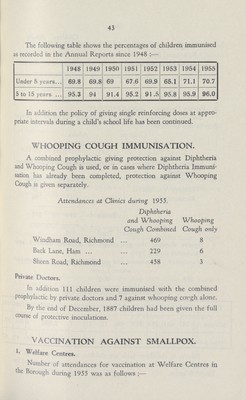 43
The following table shows the percentages of children immunised
as recorded in the Annual Reports since 1948 :—
1948 1949 1950 1951 1952 1953 1954 1955
Under 5 years... 69.8 69.8 69 67.6 69.9 65.1 71.1 70.7
5 to 15 years ... 95.3 94 91.4 95.2 91.5 95.8 95.9 96.0
In addition the policy of giving single reinforcing doses at appro-
priate intervals during a child's school life has been continued.
WHOOPING COUGH IMMUNISATION.
A combined prophylactic giving protection against Diphtheria
and Whooping Cough is used, or in cases where Diphtheria Immuni-
sation has already been completed, protection against Whooping
Cough is given separately.
Attendances at Clinics during 1955.
Diphtheria
and Whooping Whooping
Cough Combined Cough only
Windham Road, Richmond ... 469 8
Back Lane, Ham ... ... 229 6
Sheen Road, Richmond ... 458 3
Private Doctors.
In addition 111 children were immunised with the combined
prophylactic by private doctors and 7 against whooping cough alone.
By the end of December, 1887 children had been given the full
course of protective inoculations.
VACCINATION AGAINST SMALLPOX.
1. Welfare Centres.
Number of attendances for vaccination at Welfare Centres in
the Borough during 1955 was as follows :—